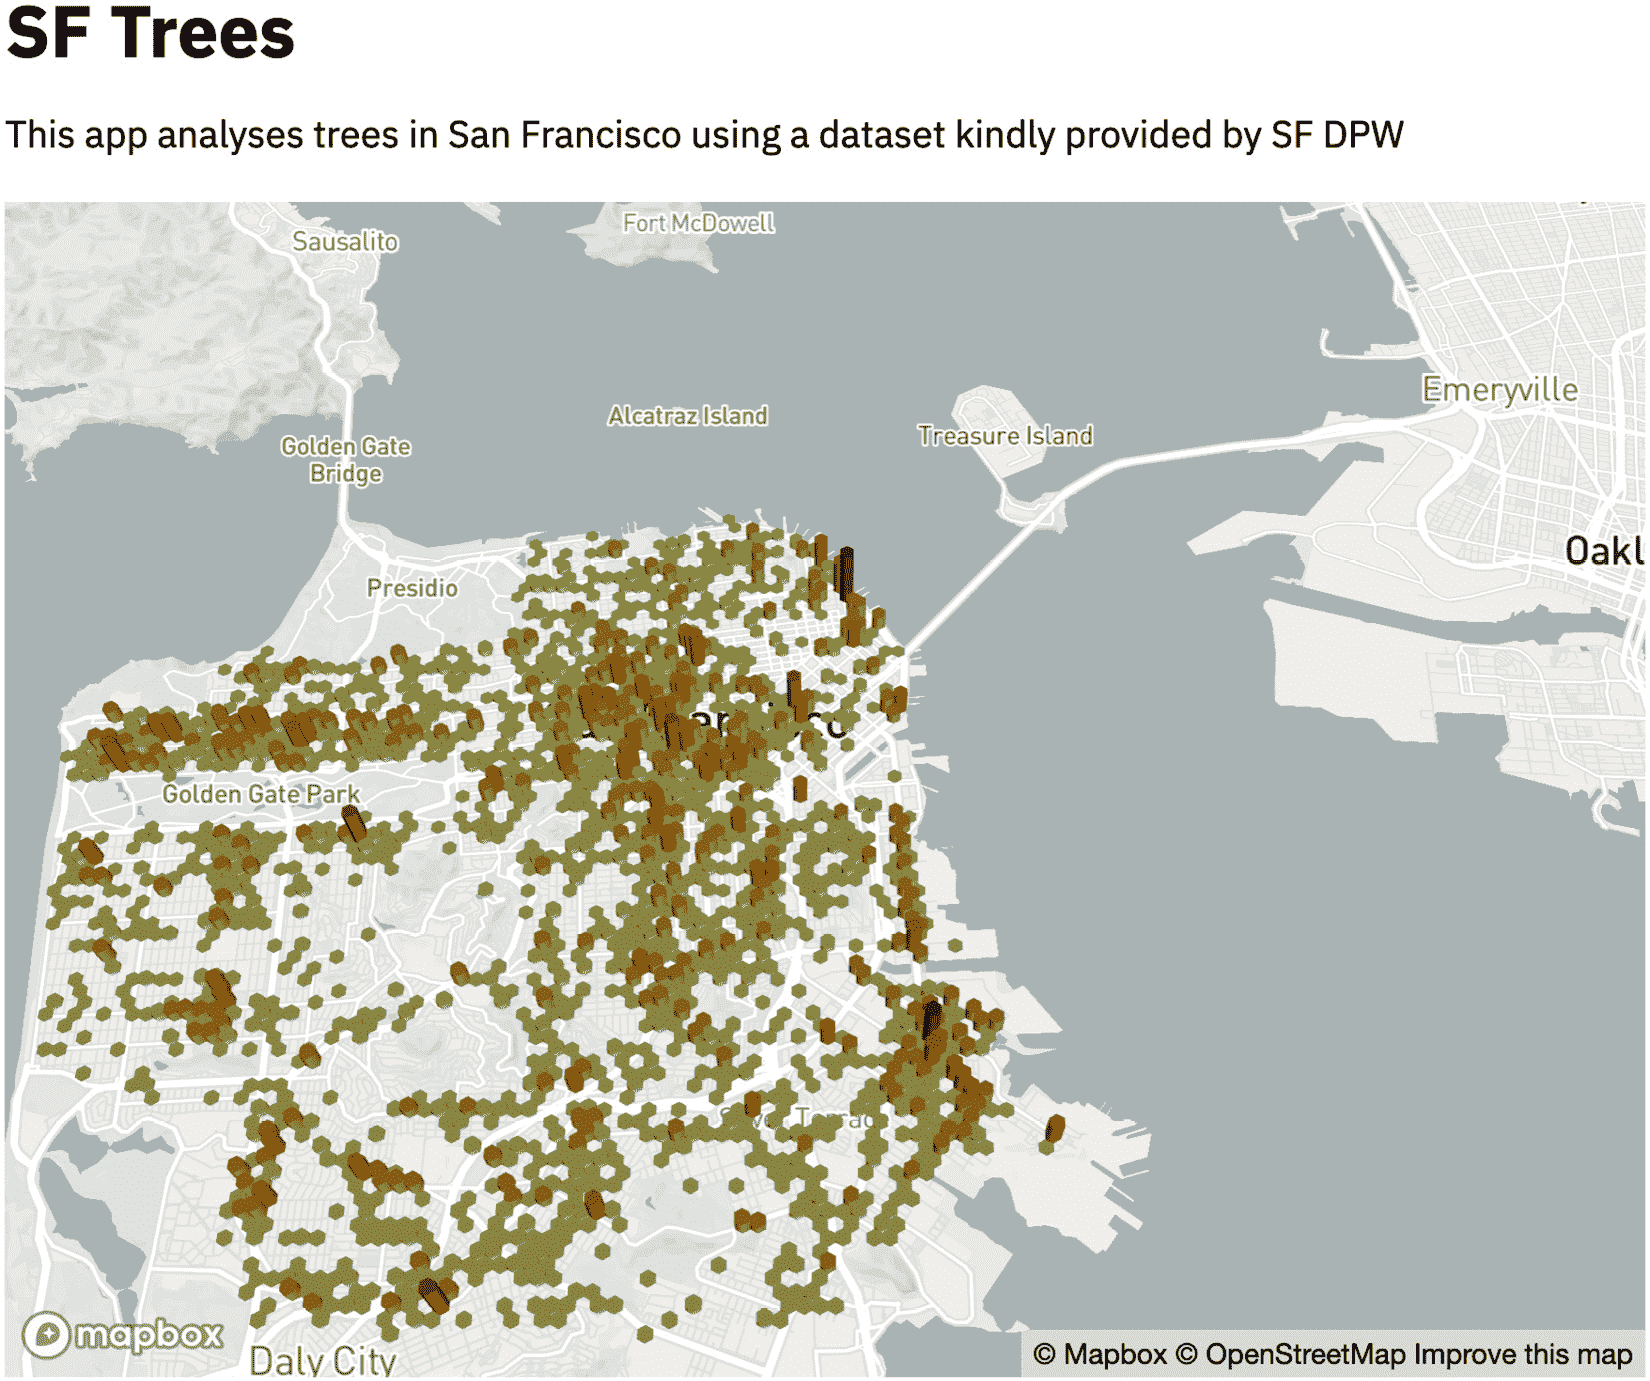 SF Trees
This app analyses trees in San Francisco using a dataset kindly provided by SF DPW
Fort McDowell
Sausalito
Emeryville
Alcatraz Island
Treasure Island
Golden Gate
Bridge
Oakl
Presidio
Golden Gate Park
mapbox
© Mapbox © OpenStreetMap Improve this map
Daly City